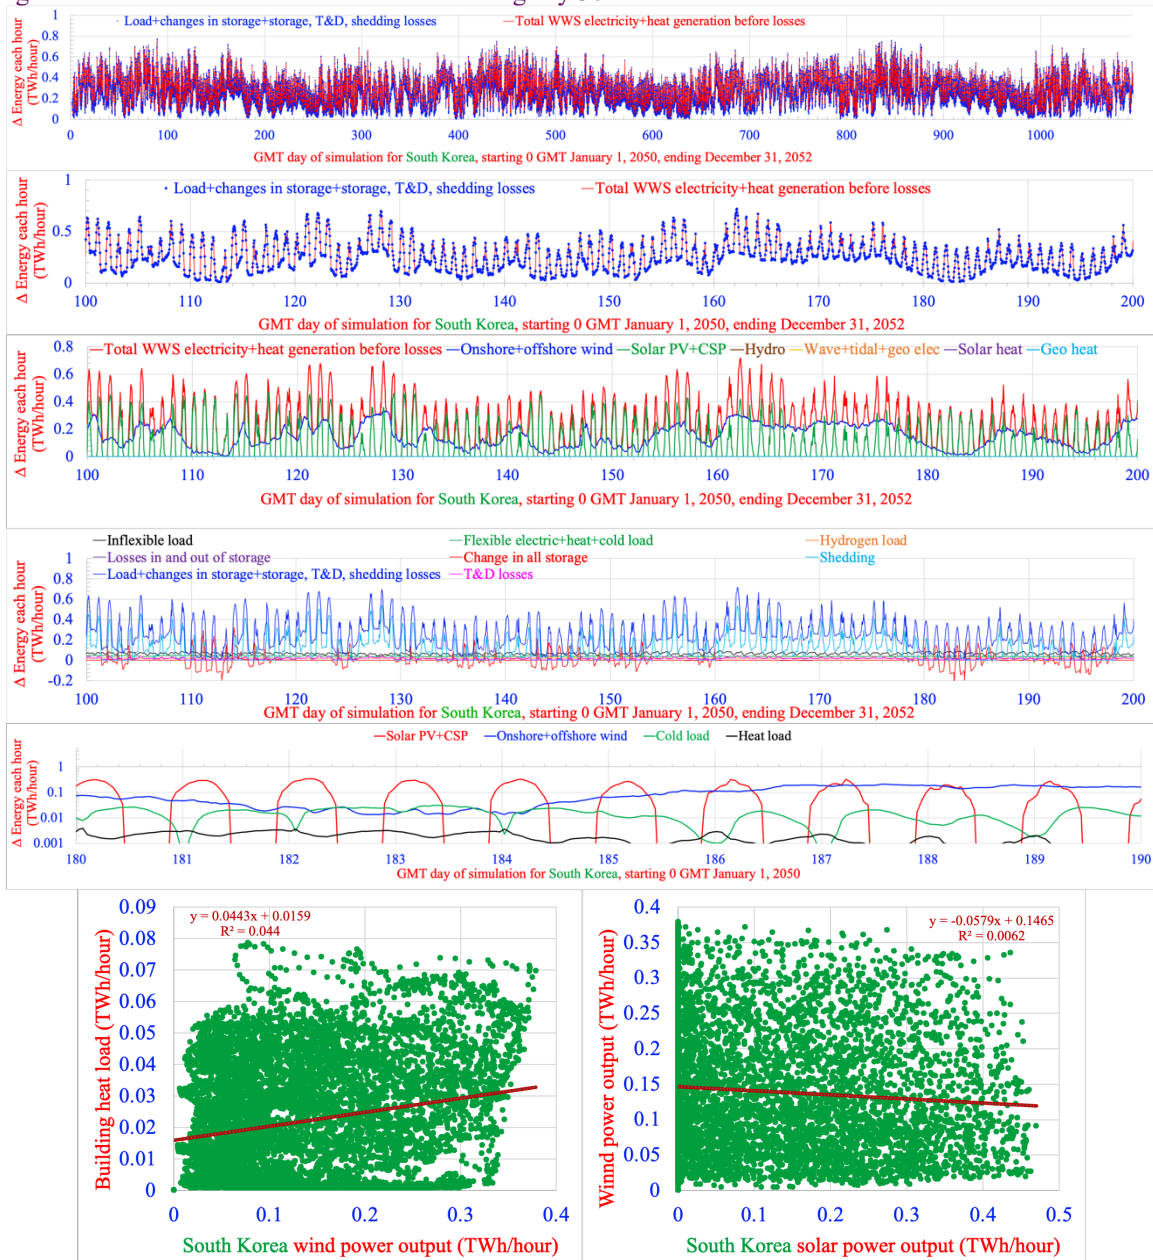 Load+changes in storage+storage, T&D, shedding losses —Total WWS electricity+heat generation before losses
Δ Energy each hour
(TWh/hour)
1
0.8
0.6
0.4
0.2
0
0 100 200 300 400 500 600 700 800 900 1000
GMT day of simulation for South Korea, starting 0 GMT January 1, 2050, ending December 31, 2052
Load+changes in storage+storage, T&D, shedding losses —Total WWS electricity+heat generation before losses
Δ Energy each hour
(TWh/hour)
1
0.5
0
100 110 120 130 140 150 160 170 180 190 200
GMT day of simulation for South Korea, starting 0 GMT January 1, 2050, ending December 31, 2052
—Total WWS electricity+heat generation before losses —Onshore+offshore wind —Solar PV+CSP —Hydro —Wave+tidal+geo elec —Solar heat —Geo heat
Δ Energy each hour
(TWh/hour)
0.8
0.6
0.4
0.2
0
100 110 120 130 140 150 160 170 180 190 200
GMT day of simulation for South Korea, starting 0 GMT January 1, 2050, ending December 31, 2052
—Inflexible load —Flexible electric+heat+cold load —Hydrogen load
—Losses in and out of storage —Change in all storage —Shedding
—Load+changes in storage+storage, T&D, shedding losses —T&D losses
Δ Energy each hour
(TWh/hour)
1
0.8
0.6
0.4
0.2
0
-0.2
100 110 120 130 140 150 160 170 180 190 200
GMT day of simulation for South Korea, starting 0 GMT January 1, 2050, ending December 31, 2052
—Solar PV+CSP —Onshore+offshore wind —Cold load —Heat load
Δ Energy each hour
(TWh/hour)
1
0.1
0.01
0.001
180 181 182 183 184 185 186 187 188 189 190
GMT day of simulation for South Korea, starting 0 GMT January 1, 2050
Building heat load (TWh/hour)
0.09
0.08
0.07
0.06
0.05
0.04
0.03
0.02
0.01
0
y = 0.0443x + 0.0159
R² = 0.044
0 0.1 0.2 0.3 0.4
South Korea wind power output (TWh/hour)
Winnd power output (TWh/hour)
0.4
0.35
0.3
0.25
0.2
0.15
0.1
0.05
0
y = -0.0579x + 0.1465
R² = 0.0062
0 0.1 0.2 0.3 0.4 0.5
South Korea solar power output (TWh/hour)